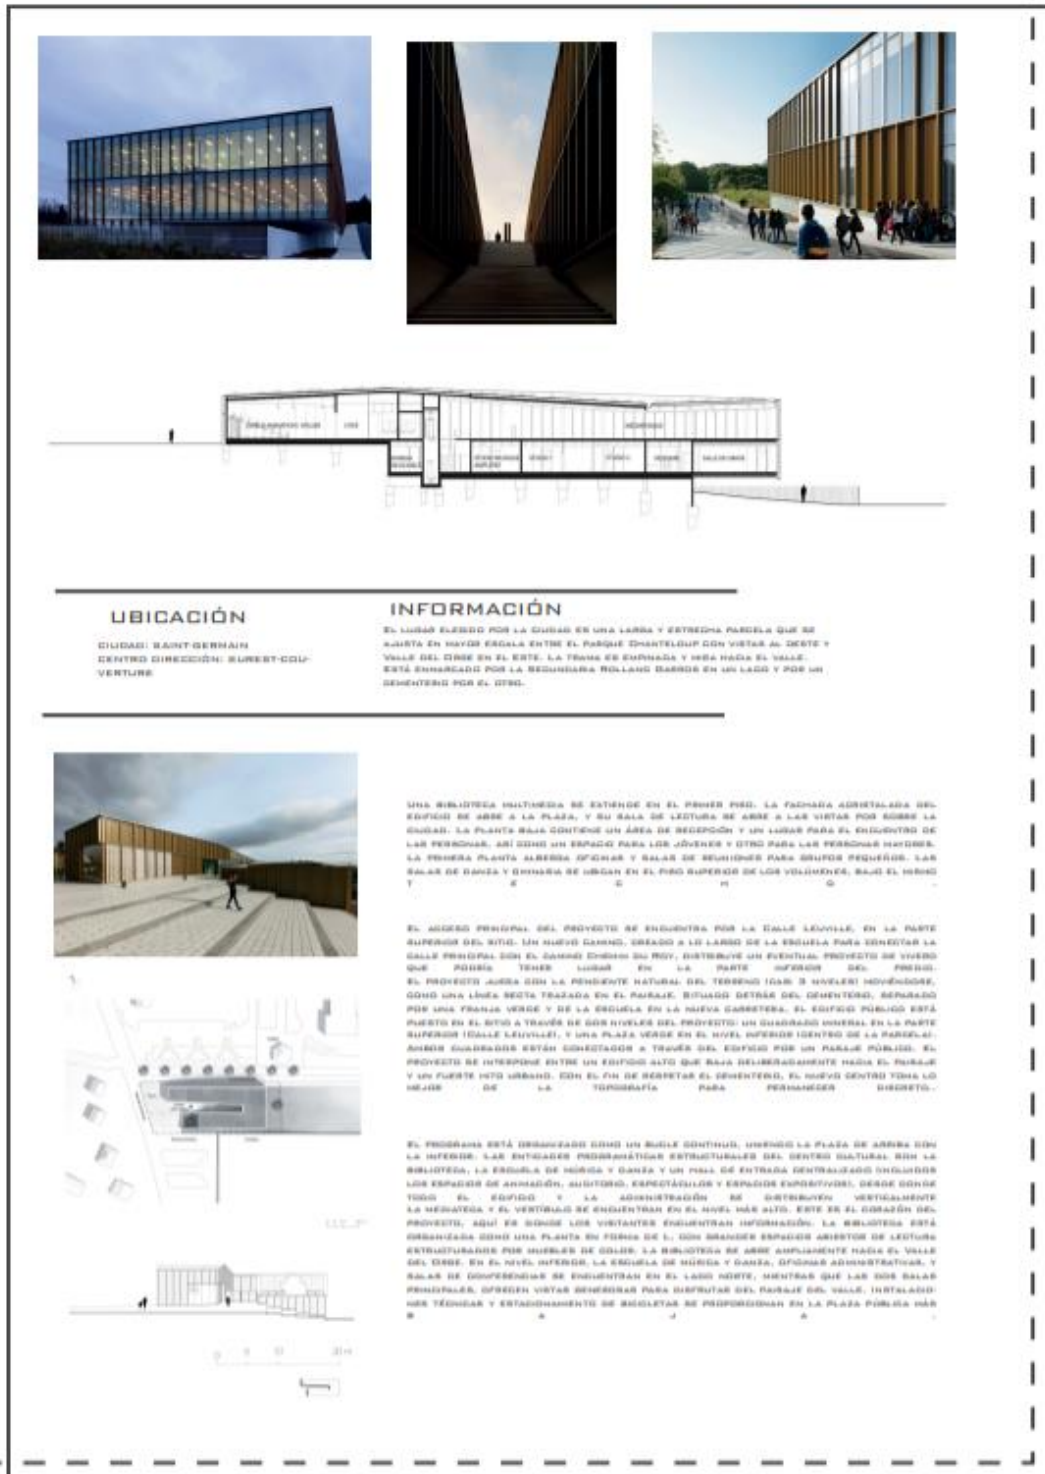 UBICACIÓN
CIUDAD: SAINT-GERMAIN
CENTRO DIRECCIÓN: SUREST-COU-
VERTURE
INFORMACIÓN
EL LUGAR ELEGIDO POR LA CIUDAD ES UNA LARGA Y ESTRECHA PARCELA QUE SE
AJUSTA EN MAYOR ESCALA ENTRE EL PARQUE CHANTELOUP CON VISTAS AL OESTE Y
VALLE DEL ORGE EN EL ESTE. LA TRAMA ES EMPINADA Y MIRA HACIA EL VALLE.
ESTÁ ENMARCADO POR LA SECUNDARIA ROLLAND GARROS EN UN LADO Y POR UN
CEMENTERIO POR EL OTRO.
UNA BIBLIOTECA MULTIMEDIA SE EXTIENDE EN EL PRIMER PISO. LA FACHADA ACRISTALADA DEL
EDIFICIO SE ABRE A LA PLAZA, Y SU SALA DE LECTURA SE ABRE A LAS VISTAS POR SOBRE LA
CIUDAD. LA PLANTA BAJA CONTIENE UN ÁREA DE RECEPCIÓN Y UN LUGAR PARA EL ENCUENTRO DE
LAS PERSONAS, ASÍ COMO UN ESPACIO PARA LOS JÓVENES Y OTRO PARA LAS PERSONAS MAYORES.
LA PRIMERA PLANTA ALBERGA OFICINAS Y SALAS DE REUNIONES PARA GRUPOS PEQUEÑOS. LAS
SALAS DE DANZA Y GIMNASIA SE UBICAN EN EL PISO SUPERIOR DE LOS VOLÚMENES, BAJO EL MISMO
T E C H O .
EL ACCESO PRINCIPAL DEL PROYECTO SE ENCUENTRA POR LA CALLE LEUVILLE, EN LA PARTE
SUPERIOR DEL SITIO. UN NUEVO CAMINO, CREADO A LO LARGO DE LA ESCUELA PARA CONECTAR LA
CALLE PRINCIPAL CON EL CAMINO CHEMIN DU ROY, DISTRIBUYE UN EVENTUAL PROYECTO DE VIVERO
QUE PODRÍA TENER LUGAR EN LA PARTE INFERIOR DEL PREDIO.
EL PROYECTO JUEGA CON LA PENDIENTE NATURAL DEL TERRENO (CASI 3 NIVELES) MOVIÉNDOSE,
COMO UNA LÍNEA RECTA TRAZADA EN EL PAISAJE. SITUADO DETRÁS DEL CEMENTERIO, SEPARADO
POR UNA FRANJA VERDE Y DE LA ESCUELA EN LA NUEVA CARRETERA. EL EDIFICIO PÚBLICO ESTÁ
PUESTO EN EL SITIO A TRAVÉS DE DOS NIVELES DEL PROYECTO: UN CUADRADO MINERAL EN LA PARTE
SUPERIOR (CALLE LEUVILLE), Y UNA PLAZA VERDE EN EL NIVEL INFERIOR (CENTRO DE LA PARCELA).
AMBOS CUADRADOS ESTÁN CONECTADOS A TRAVÉS DEL EDIFICIO POR UN PASAJE PÚBLICO. EL
PROYECTO SE INTERPONE ENTRE UN EDIFICIO ALTO QUE BAJA DELIBERADAMENTE HACIA EL PAISAJE
Y UN FUERTE HITO URBANO. CON EL FIN DE RESPETAR EL CEMENTERIO, EL NUEVO CENTRO TOMA LO
MEJOR DE LA TOPOGRAFÍA PARA PERMANECER DISCRETO.
EL PROGRAMA ESTÁ ORGANIZADO COMO UN BUCLE CONTINUO, UNIENDO LA PLAZA DE ARRIBA CON
LA INFERIOR. LAS ENTIDADES PROGRAMÁTICAS ESTRUCTURALES DEL CENTRO CULTURAL SON LA
BIBLIOTECA, LA ESCUELA DE MÚSICA Y DANZA Y UN HALL DE ENTRADA CENTRALIZADO (INCLUIDOS
LOS ESPACIOS DE ANIMACIÓN, AUDITORIO, ESPECTÁCULOS Y ESPACIOS EXPOSITIVOS), DESDE DONDE
TODO EL EDIFICIO Y LA ADMINISTRACIÓN SE DISTRIBUYEN VERTICALMENTE
LA MEDIATECA Y EL VESTÍBULO SE ENCUENTRAN EN EL NIVEL MÁS ALTO. ESTE ES EL CORAZÓN DEL
PROYECTO, AQUÍ ES DONDE LOS VISITANTES ENCUENTRAN INFORMACIÓN. LA BIBLIOTECA ESTÁ
ORGANIZADA COMO UNA PLANTA EN FORMA DE L, CON GRANDES ESPACIOS ABIERTOS DE LECTURA
ESTRUCTURADOS POR MUEBLES DE COLOR. LA BIBLIOTECA SE ABRE AMPLIAMENTE HACIA EL VALLE
DEL ORGE. EN EL NIVEL INFERIOR, LA ESCUELA DE MÚSICA Y DANZA, OFICINAS ADMINISTRATIVAS, Y
SALAS DE CONFERENCIAS SE ENCUENTRAN EN EL LADO NORTE, MIENTRAS QUE LAS DOS SALAS
PRINCIPALES, OFRECEN VISTAS GENEROSAS PARA DISFRUTAR DEL PAISAJE DEL VALLE. INSTALACIO-
NES TÉCNICAS Y ESTACIONAMIENTO DE BICICLETAS SE PROPORCIONAN EN LA PLAZA PÚBLICA MÁS
B A J A .